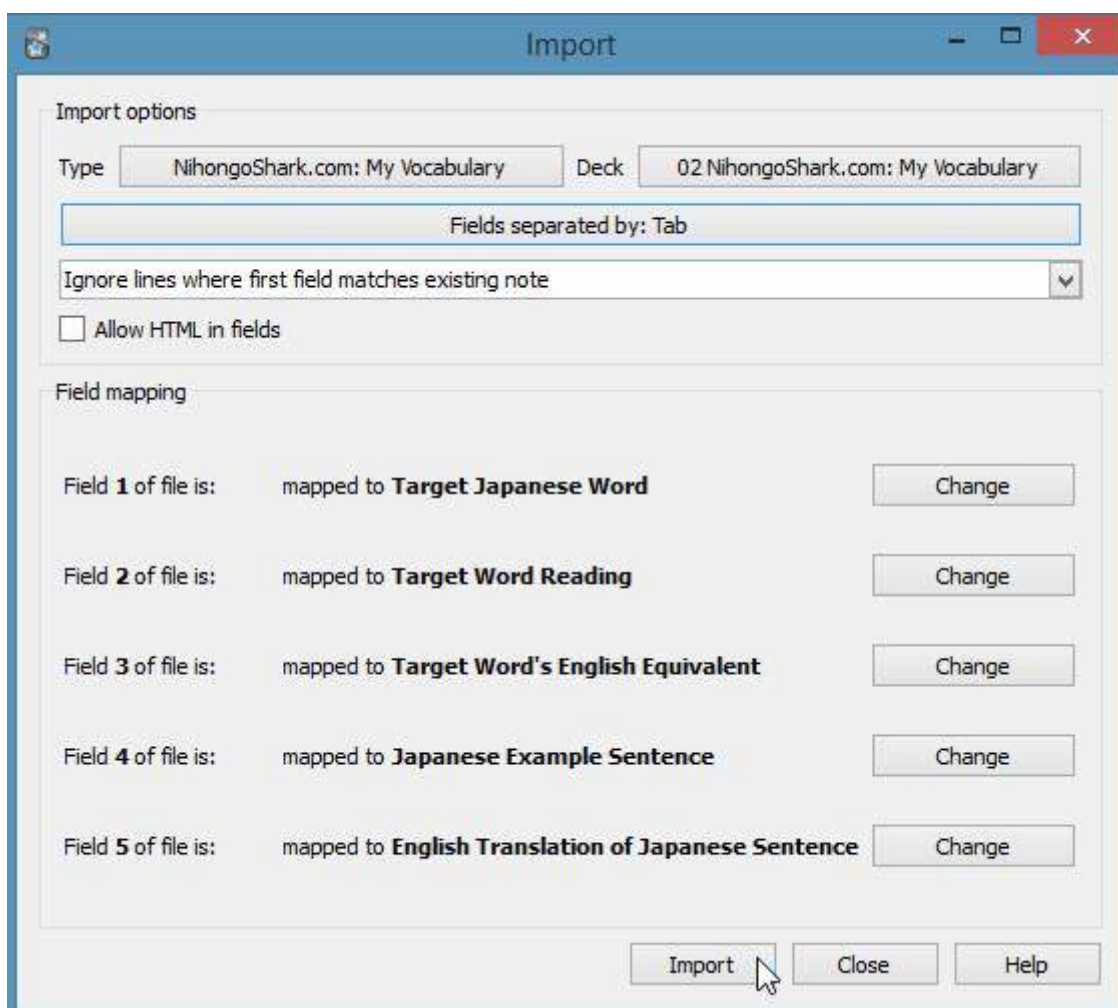 Import
Import options
Type NihongoShark.com: My Vocabulary Deck 02 NihongoShark.com: My Vocabulary
Fields separated by: Tab
Ignore lines where first field matches existing note
Allow HTML in fields
Field mapping
Field 1 of file is: mapped to Target Japanese Word Change
Field 2 of file is: mapped to Target Word Reading Change
Field 3 of file is: mapped to Target Word's English Equivalent Change
Field 4 of file is: mapped to Japanese Example Sentence Change
Field 5 of file is: mapped to English Translation of Japanese Sentence Change
Import Close Help